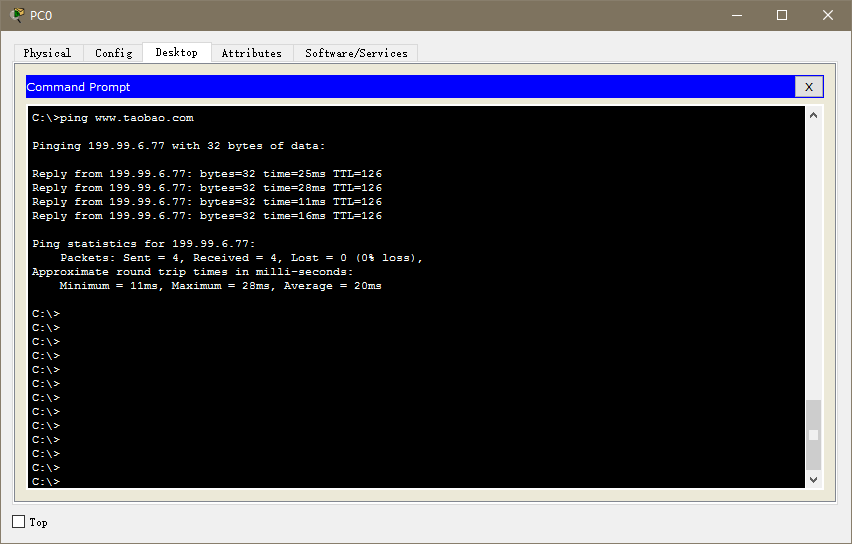 PC0
Physical Config Desktop Attributes Software/Services
Command Prompt X
C:\>ping www.taobao.com
Pinging 199.99.6.77 with 32 bytes of data:
Reply from 199.99.6.77: bytes=32 time=25ms TTL=126
Reply from 199.99.6.77: bytes=32 time=28ms TTL=126
Reply from 199.99.6.77: bytes=32 time=11ms TTL=126
Reply from 199.99.6.77: bytes=32 time=16ms TTL=126
Ping statistics for 199.99.6.77:
Packets: Sent = 4, Received = 4, Lost = 0 (0% loss),
Approximate round trip times in milli-seconds:
Minimum = 11ms, Maximum = 28ms, Average = 20ms
C:\>
C:\>
C:\>
C:\>
C:\>
C:\>
C:\>
C:\>
C:\>
C:\>
C:\>
C:\>
C:\>
Top